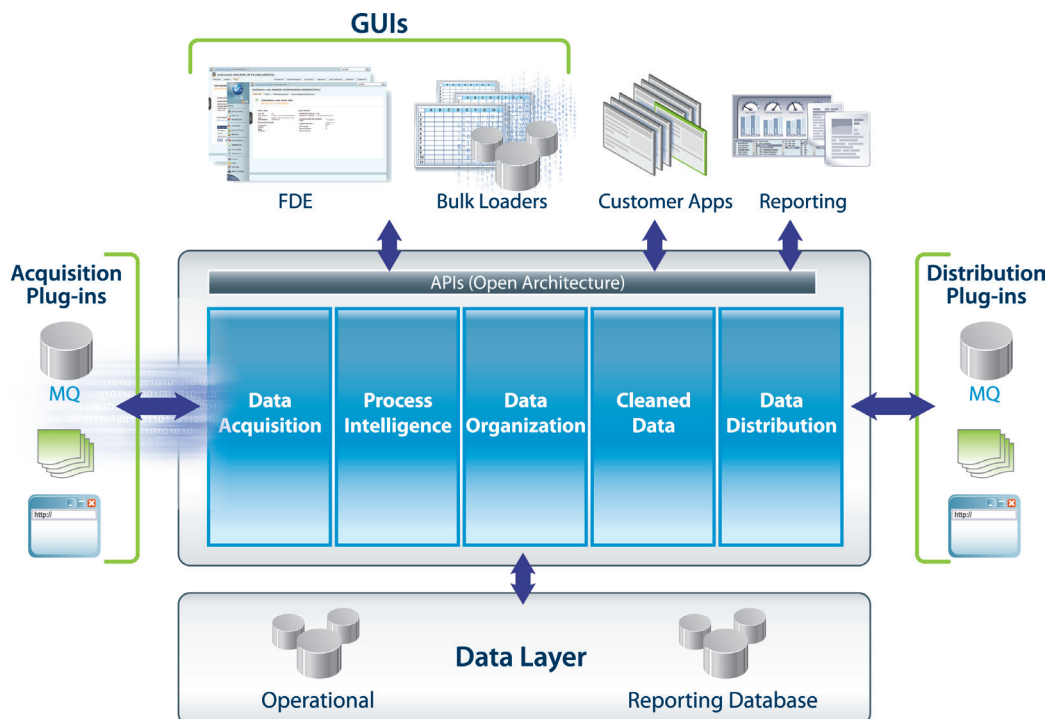 GUIs
FDE
Bulk Loaders
Customer Apps
Reporting
Acquisition
Plug-ins
MQ
http://
APIs (Open Architecture)
Data
Acquisition
Process
Intelligence
Data
Organization
Cleaned
Data
Data
Distribution
Distribution
Plug-ins
MQ
http://
Data Layer
Operational
Reporting Database